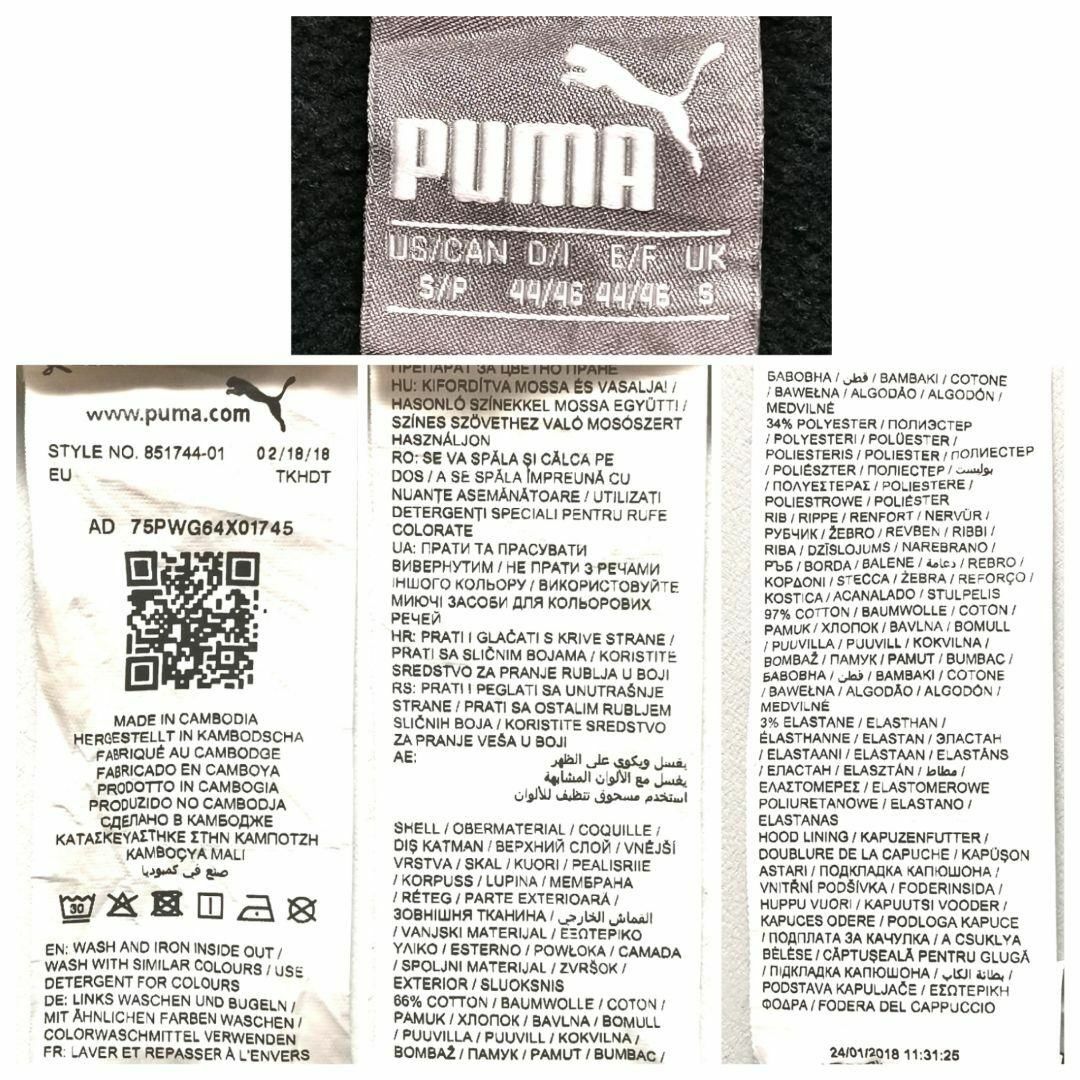 PUMA
US/CAN D/I E/F UK
S/P 44/46 44/46 S
www.puma.com
STYLE NO. 851744-01 02/18/18
EU TKHDT
AD 75PWG64X01745
MADE IN CAMBODIA
HERGESTELLT IN KAMBODSCHA
FABRIQUÉ AU CAMBODGE
FABRICADO EN CAMBOYA
PRODOTTO IN CAMBOGIA
PRODUZIDO NO CAMBODJA
СДЕЛАНО В КАМБОДЖЕ
ΚΑΤΑΣΚΕΥΑΣΤΗΚΕ ΣΤΗΝ ΚΑΜΠΟΤΖΗ
KAMBOÇYA MALI
صنع في كمبوديا
30
EN: WASH AND IRON INSIDE OUT /
WASH WITH SIMILAR COLOURS / USE
DETERGENT FOR COLOURS
DE: LINKS WASCHEN UND BUGELN /
MIT ÄHNLICHEN FARBEN WASCHEN /
COLORWASCHMITTEL VERWENDEN
FR: LAVER ET REPASSER À L'ENVERS
ПРЕПАРАТ ЗА ЦВЕТНО ПРАНЕ
HU: KIFORDÍTVA MOSSA ÉS VASALJA! /
HASONLÓ SZÍNEKKEL MOSSA EGYÜTT! /
SZÍNES SZÖVETHEZ VALÓ MOSÓSZERT
HASZNÁLJON
RO: SE VA SPĂLA ȘI CĂLCA PE
DOS / A SE SPĂLA ÎMPREUNĂ CU
NUANȚE ASEMĂNĂTOARE / UTILIZAȚI
DETERGENȚI SPECIALI PENTRU RUFE
COLORATE
UA: ПРАТИ ТА ПРАСУВАТИ
ВИВЕРНУТИМ / НЕ ПРАТИ З РЕЧАМИ
ІНШОГО КОЛЬОРУ / ВИКОРИСТОВУЙТЕ
МИЮЧІ ЗАСОБИ ДЛЯ КОЛЬОРОВИХ
РЕЧЕЙ
HR: PRATI I GLAČATI S KRIVE STRANE /
PRATI SA SLIČNIM BOJAMA / KORISTITE
SREDSTVO ZA PRANJE RUBLJA U BOJI
RS: PRATI I PEGLATI SA UNUTRAŠNJE
STRANE / PRATI SA OSTALIM RUBLJEM
SLIČNIH BOJA / KORISTITE SREDSTVO
ZA PRANJE VEŠA U BOJI
AE: يغسل ويكوى على الظهر
يغسل مع الألوان المشابهة
استخدم مسحوق تنظيف للألوان
SHELL / OBERMATERIAL / COQUILLE /
DIŞ KATMAN / ВЕРХНИЙ СЛОЙ / VNĚJŠÍ
VRSTVA / SKAL / KUORI / PEALISRIIE
/ KORPUSS / LUPINA / МЕМБРАНА
/ RÉTEG / PARTE EXTERIOARĂ /
ЗОВНІШНЯ ТКАНИНА / القماش الخارجي
/ VANJSKI MATERIJAL / ΕΞΩΤΕΡΙΚΟ
ΥΛΙΚΟ / ESTERNO / POWŁOKA / CAMADA
/ SPOLJNI MATERIJAL / ZVRŠOK /
EXTERIOR / SLUOKSNIS
66% COTTON / BAUMWOLLE / COTON /
PAMUK / ХЛОПОК / BAVLNA / BOMULL
/ PUUVILLA / PUUVILL / KOKVILNA /
BOMBAŽ / ПАМУК / PAMUT / BUMBAC /
БАВОВНА / قطن / BAMBAKI / COTONE
/ BAWEŁNA / ALGODÃO / ALGODÓN /
MEDVILNĖ
34% POLYESTER / ПОЛИЭСТЕР
/ POLYESTERI / POLÜESTER /
POLIESTERIS / POLIESTER / ПОЛИЕСТЕР
/ POLIÉSZTER / ПОЛІЕСТЕР / بوليستر
/ ΠΟΛΥΕΣΤΕΡΑΣ / POLIESTERE /
POLIESTROWE / POLIÉSTER
RIB / RIPPE / RENFORT / NERVÜR /
РУБЧИК / ŽEBRO / REVBEN / RIBBI /
RIBA / DZĪSLOJUMS / NAREBRANO /
РЪБ / BORDA / BALENE / دعامة / REBRO /
ΚΟΡΔΟΝΙ / STECCA / ŻEBRA / REFORÇO /
KOSTICA / ACANALADO / STULPELIS
97% COTTON / BAUMWOLLE / COTON /
PAMUK / ХЛОПОК / BAVLNA / BOMULL
/ PUUVILLA / PUUVILL / KOKVILNA /
BOMBAŽ / ПАМУК / PAMUT / BUMBAC /
БАВОВНА / قطن / BAMBAKI / COTONE
/ BAWEŁNA / ALGODÃO / ALGODÓN /
MEDVILNĖ
3% ELASTANE / ELASTHAN /
ÉLASTHANNE / ELASTAN / ЭЛАСТАН
/ ELASTAANI / ELASTAAN / ELASTĀNS
/ ЕЛАСТАН / ELASZTÁN / مطاط /
ΕΛΑΣΤΟΜΕΡΕΣ / ELASTOMEROWE
POLIURETANOWE / ELASTANO /
ELASTANAS
HOOD LINING / KAPUZENFUTTER /
DOUBLURE DE LA CAPUCHE / KAPÜŞON
ASTARI / ПОДКЛАДКА КАПЮШОНА /
VNITŘNÍ PODŠÍVKA / FODERINSIDA /
HUPPU VUORI / KAPUUTSI VOODER /
KAPUCES ODERE / PODLOGA KAPUCE
/ ПОДПЛАТА ЗА КАЧУЛКА / A CSUKLYA
BÉLÉSE / CĂPTUȘEALĂ PENTRU GLUGĂ
/ ПІДКЛАДКА КАПЮШОНА / بطانة الكاب /
PODSTAVA KAPULJAČE / ΕΣΩΤΕΡΙΚΗ
ΦΟΔΡΑ / FODERA DEL CAPPUCCIO
24/01/2018 11:31:25